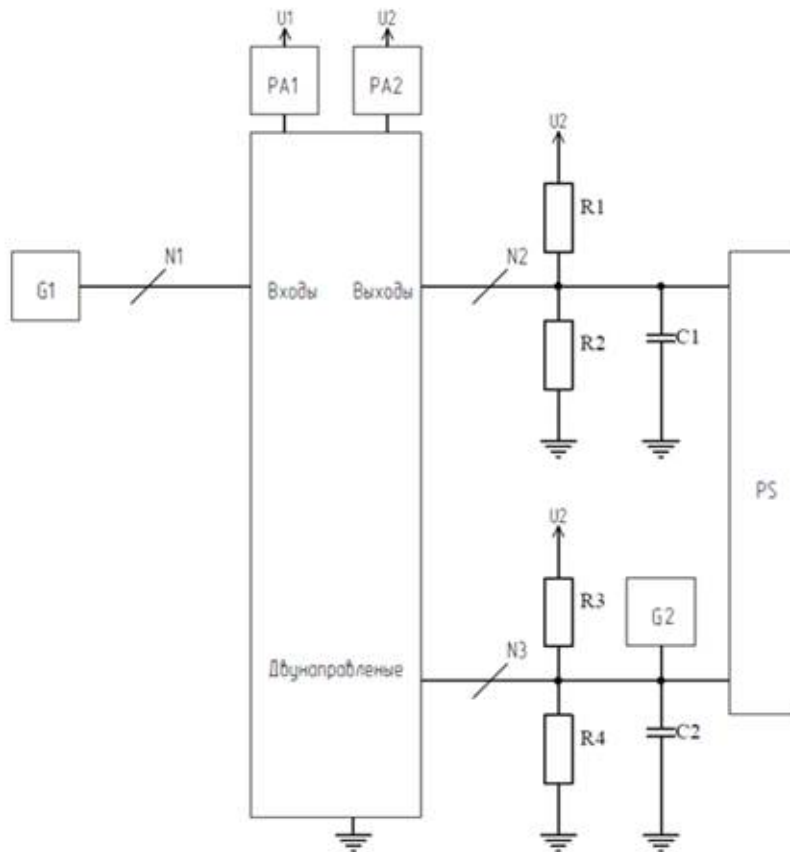 U1
U2
PA1
PA2
U2
R1
N1
N2
G1
Входы
Выходы
R2
C1
PS
U2
R3
G2
N3
Двунаправленые
R4
C2